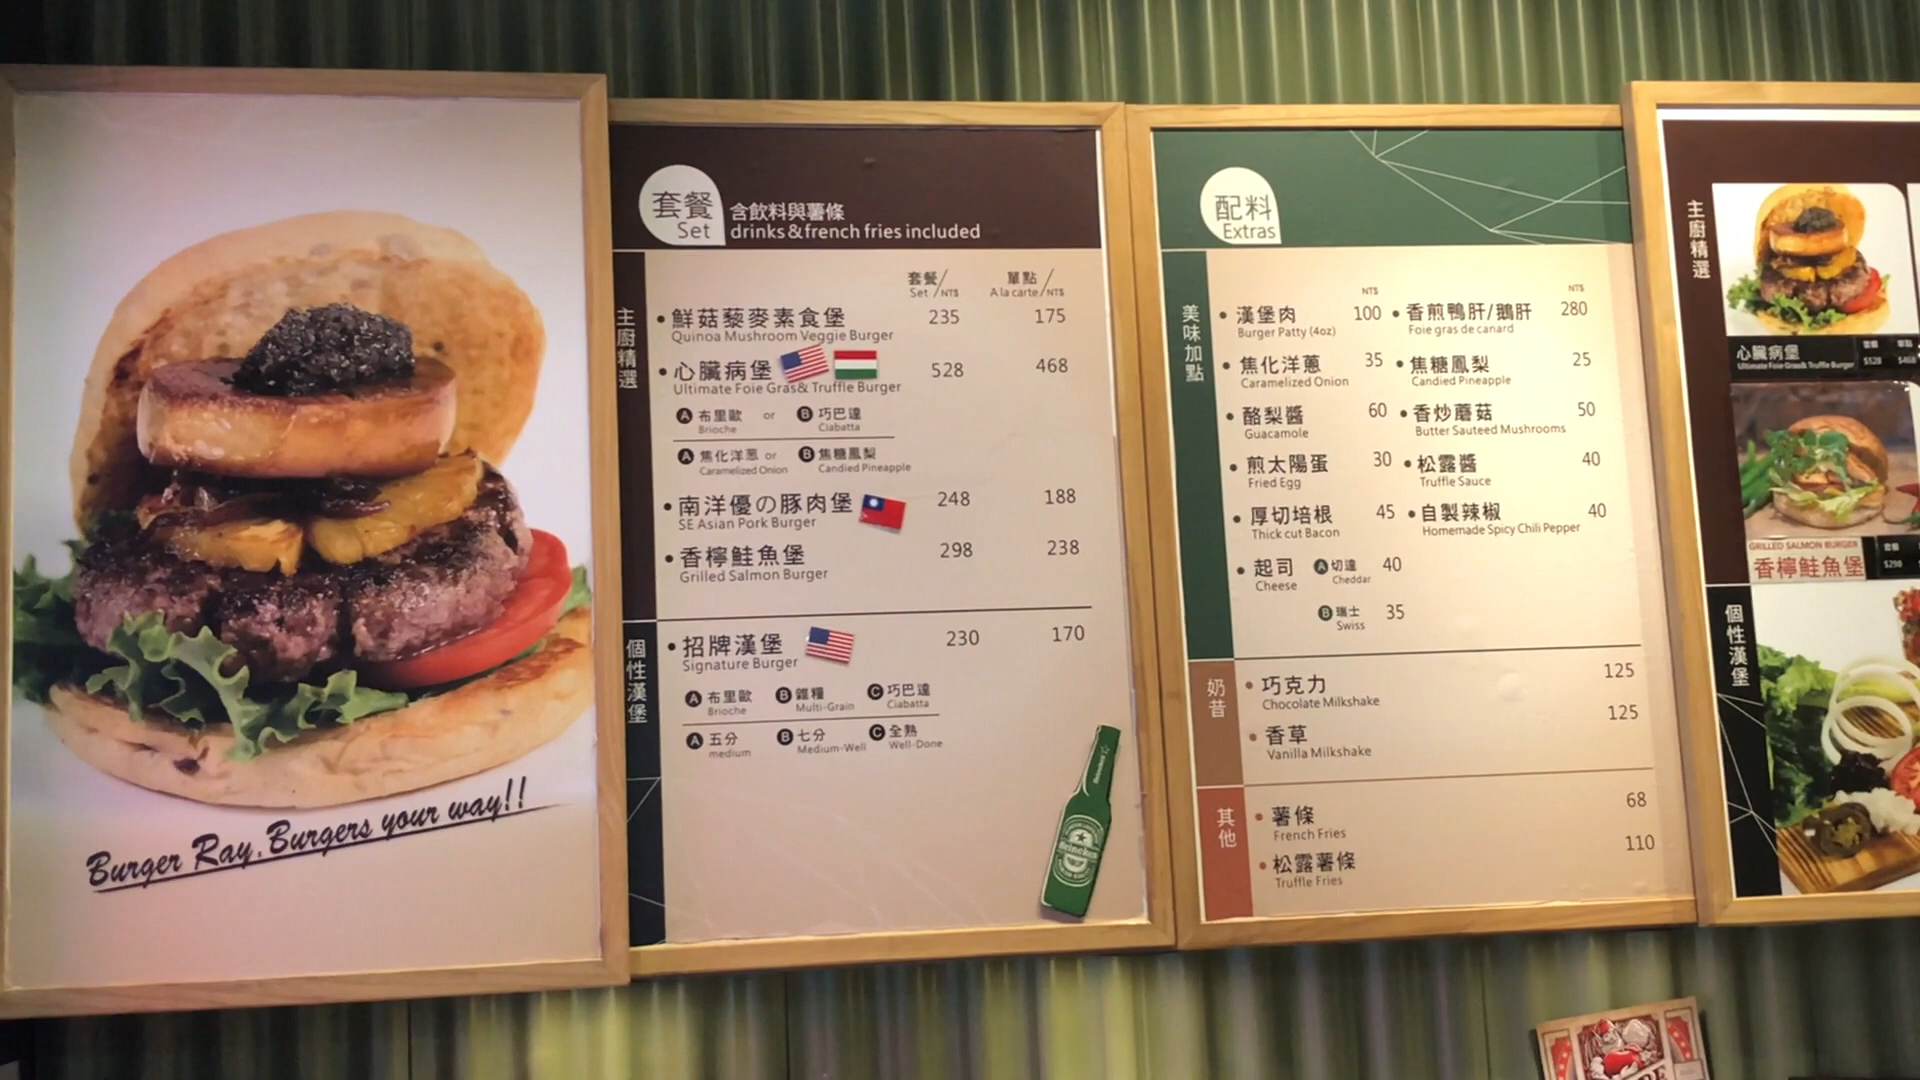 Burger Ray. Burgers your way!!
套餐
Set
含飲料與薯條
drinks & french fries included
套餐/ 單點/
Set NT$ A la carte NT$
主廚精選
• 鮮菇藜麥素食堡 235 175
Quinoa Mushroom Veggie Burger
• 心臟病堡 528 468
Ultimate Foie Gras& Truffle Burger
A 布里歐 or B 巧巴達
Brioche Ciabatta
A 焦化洋蔥 or B 焦糖鳳梨
Caramelized Onion Candied Pineapple
• 南洋優の豚肉堡 248 188
SE Asian Pork Burger
• 香檸鮭魚堡 298 238
Grilled Salmon Burger
個性漢堡
• 招牌漢堡 230 170
Signature Burger
A 布里歐 B 雜糧 C 巧巴達
Brioche Multi-Grain Ciabatta
A 五分 B 七分 C 全熟
medium Medium-Well Well-Done
Heineken
配料
Extras
NT$ NT$
美味加點
• 漢堡肉 100 • 香煎鴨肝/鵝肝 280
Burger Patty (4oz) Foie gras de canard
• 焦化洋蔥 35 • 焦糖鳳梨 25
Caramelized Onion Candied Pineapple
• 酪梨醬 60 • 香炒蘑菇 50
Guacamole Butter Sauteed Mushrooms
• 煎太陽蛋 30 • 松露醬 40
Fried Egg Truffle Sauce
• 厚切培根 45 • 自製辣椒 40
Thick cut Bacon Homemade Spicy Chili Pepper
• 起司 A 切達 40
Cheese Cheddar
B 瑞士 35
Swiss
奶昔
• 巧克力 125
Chocolate Milkshake
• 香草 125
Vanilla Milkshake
其他
• 薯條 68
French Fries
• 松露薯條 110
Truffle Fries
主廚精選
心臟病堡 套餐 單點
Ultimate Foie Gras& Truffle Burger $528 $468
GRILLED SALMON BURGER
香檸鮭魚堡 套餐
$298
個性漢堡